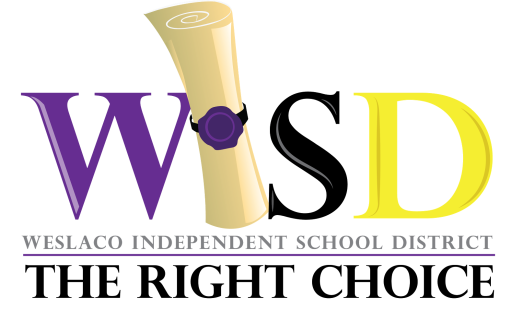 WISD
WESLACO INDEPENDENT SCHOOL DISTRICT
THE RIGHT CHOICE